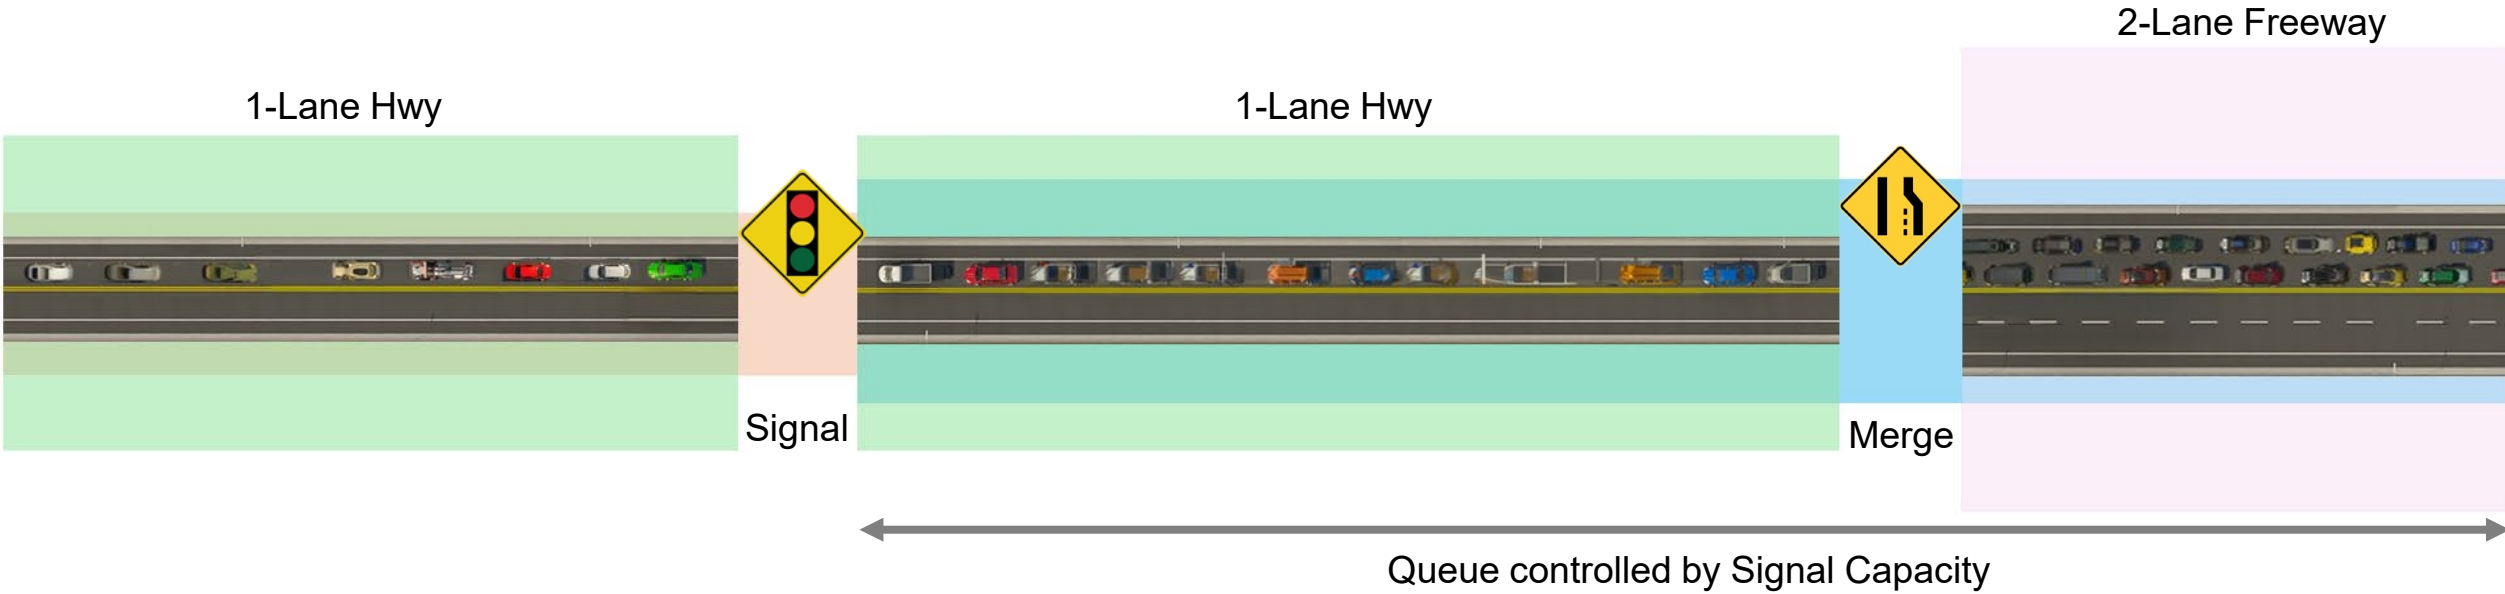 2-Lane Freeway
1-Lane Hwy
1-Lane Hwy
Signal
Merge
Queue controlled by Signal Capacity